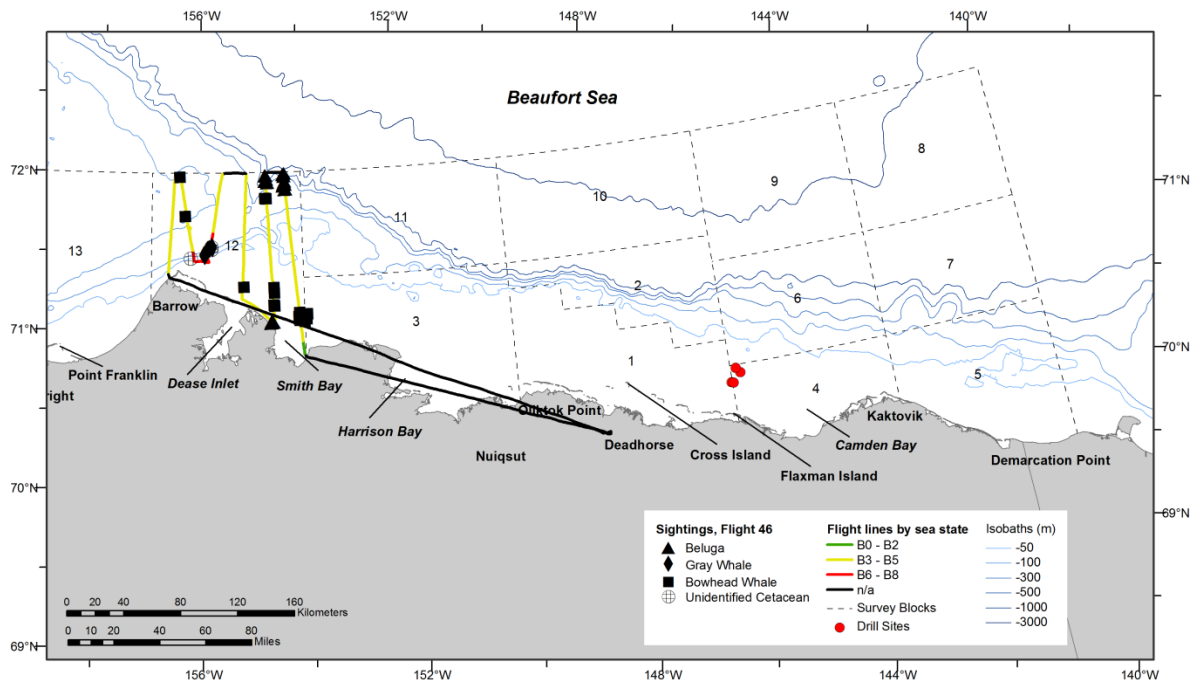 156°W
152°W
148°W
144°W
140°W
Beaufort Sea
8
72°N
71°N
9
10
11
12
13
7
6
2
Barrow
3
71°N
70°N
1
5
Point Franklin
Dease Inlet
Smith Bay
4
right
Kaktovik
Oliktok Point
Harrison Bay
Deadhorse
Camden Bay
Nuiqsut
Cross Island
Demarcation Point
Flaxman Island
70°N
69°N
Sightings, Flight 46
Beluga
Gray Whale
Bowhead Whale
Unidentified Cetacean
Flight lines by sea state
B0 - B2
B3 - B5
B6 - B8
n/a
Survey Blocks
Drill Sites
Isobaths (m)
-50
-100
-300
-500
-1000
-3000
0 20 40 80 120 160
Kilometers
0 10 20 40 60 80
Miles
69°N
156°W
152°W
148°W
144°W
140°W